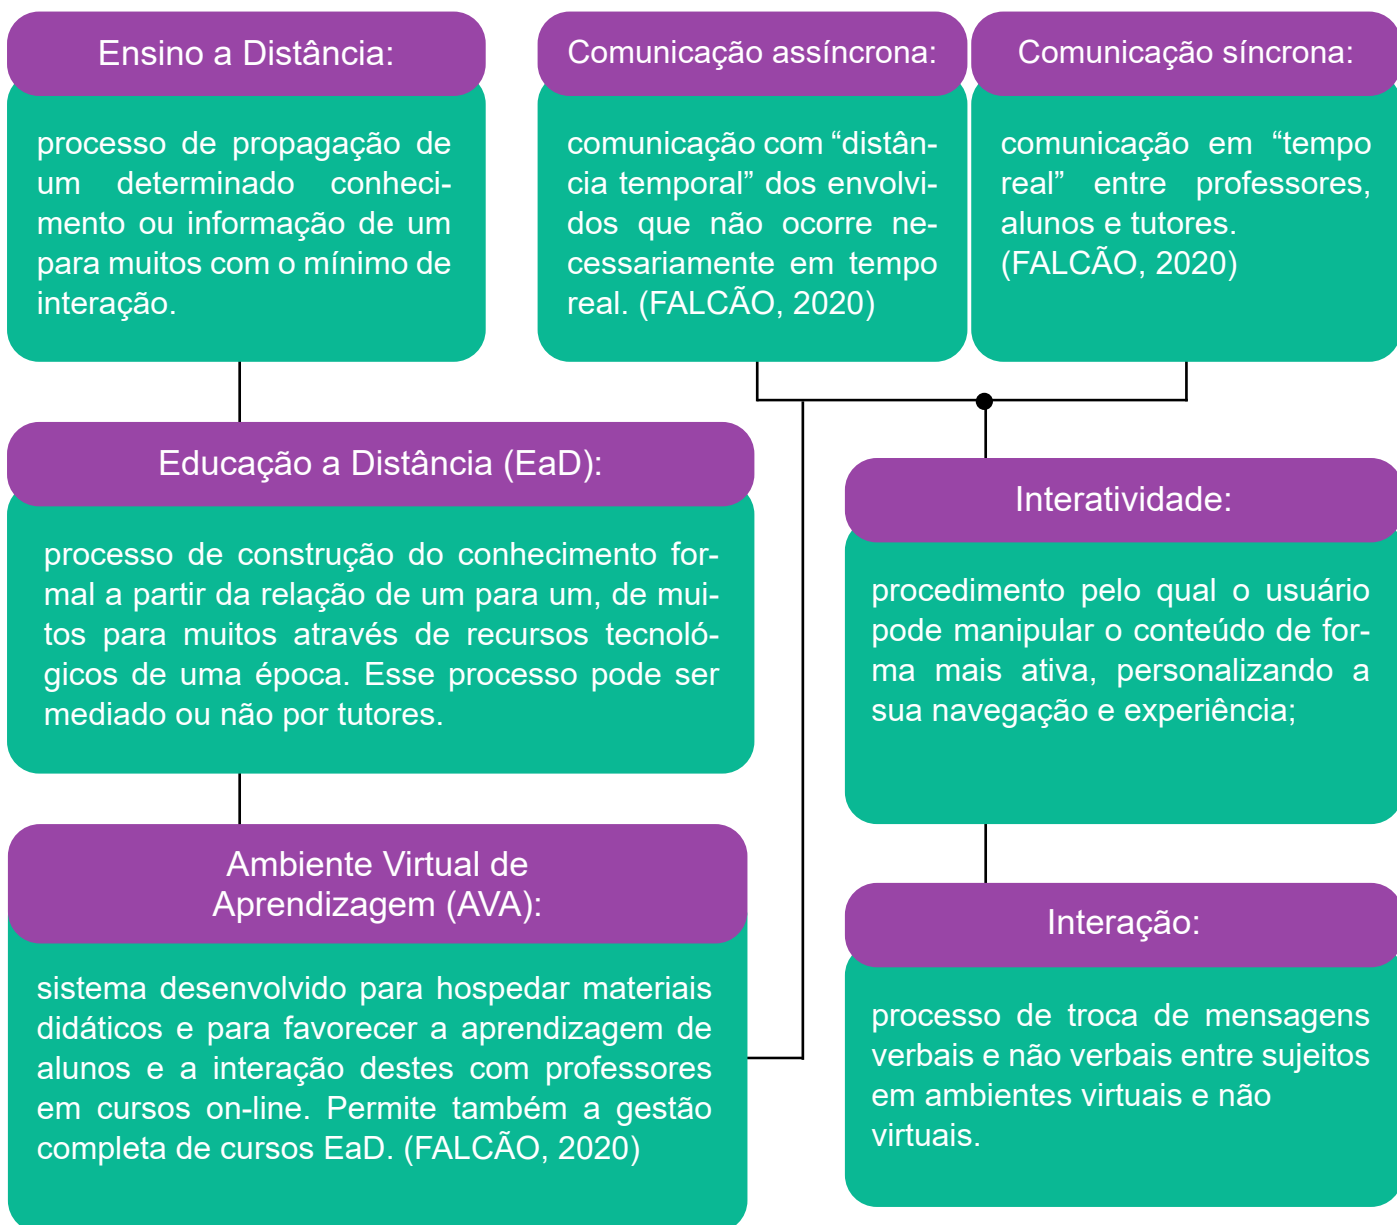 Ensino a Distância:
processo de propagação de
um determinado conheci-
mento ou informação de um
para muitos com o mínimo de
interação.
Comunicação assíncrona:
comunicação com “distân-
cia temporal” dos envolvi-
dos que não ocorre ne-
cessariamente em tempo
real. (FALCÃO, 2020)
Comunicação síncrona:
comunicação em “tempo
real” entre professores,
alunos e tutores.
(FALCÃO, 2020)
Educação a Distância (EaD):
processo de construção do conhecimento for-
mal a partir da relação de um para um, de mui-
tos para muitos através de recursos tecnoló-
gicos de uma época. Esse processo pode ser
mediado ou não por tutores.
Interatividade:
procedimento pelo qual o usuário
pode manipular o conteúdo de for-
ma mais ativa, personalizando a
sua navegação e experiência;
Ambiente Virtual de
Aprendizagem (AVA):
sistema desenvolvido para hospedar materiais
didáticos e para favorecer a aprendizagem de
alunos e a interação destes com professores
em cursos on-line. Permite também a gestão
completa de cursos EaD. (FALCÃO, 2020)
Interação:
processo de troca de mensagens
verbais e não verbais entre sujeitos
em ambientes virtuais e não
virtuais.